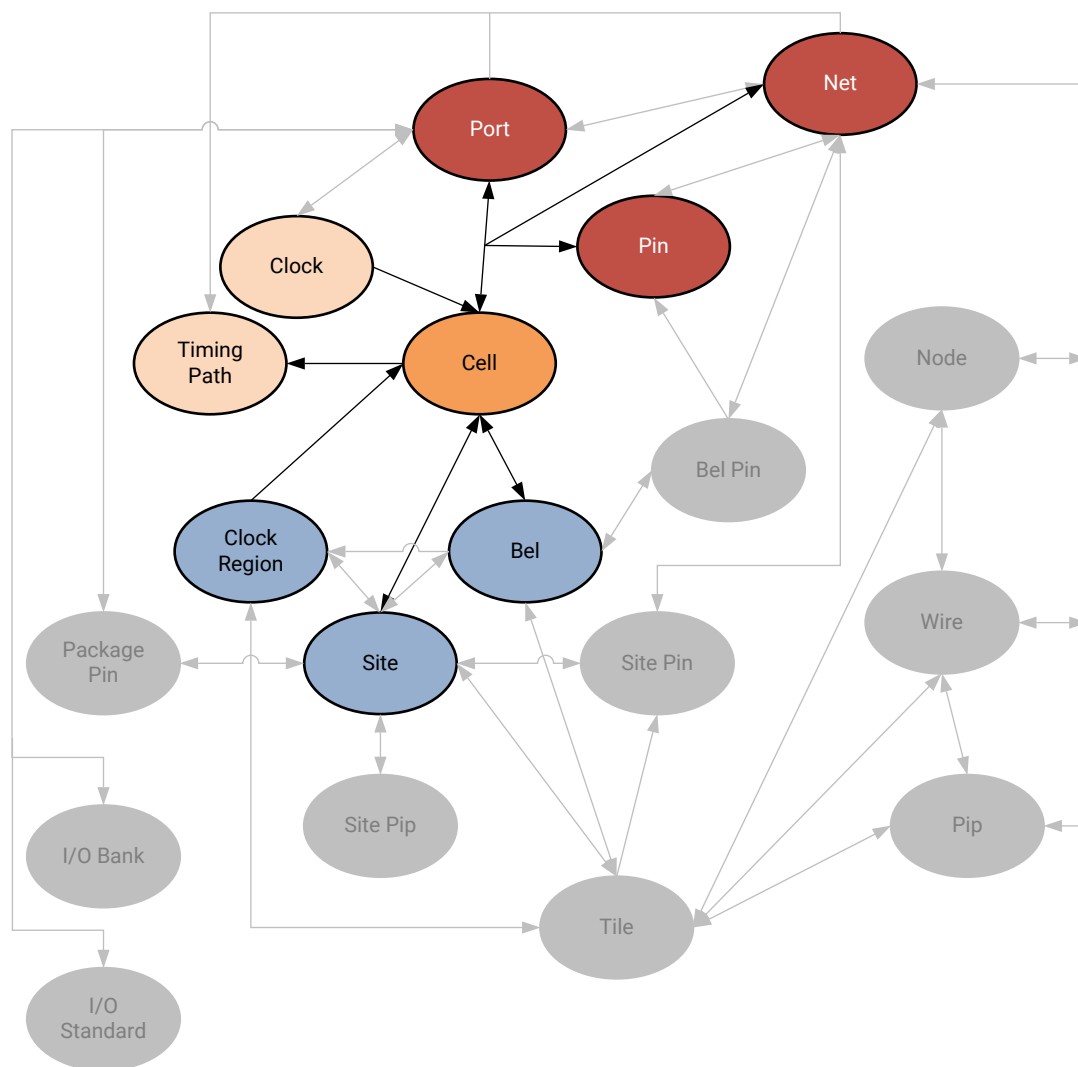 Net
Port
Pin
Clock
Timing
Path
Cell
Node
Bel Pin
Clock
Region
Bel
Wire
Package
Pin
Site
Site Pin
Site Pip
Pip
I/O Bank
Tile
I/O
Standard